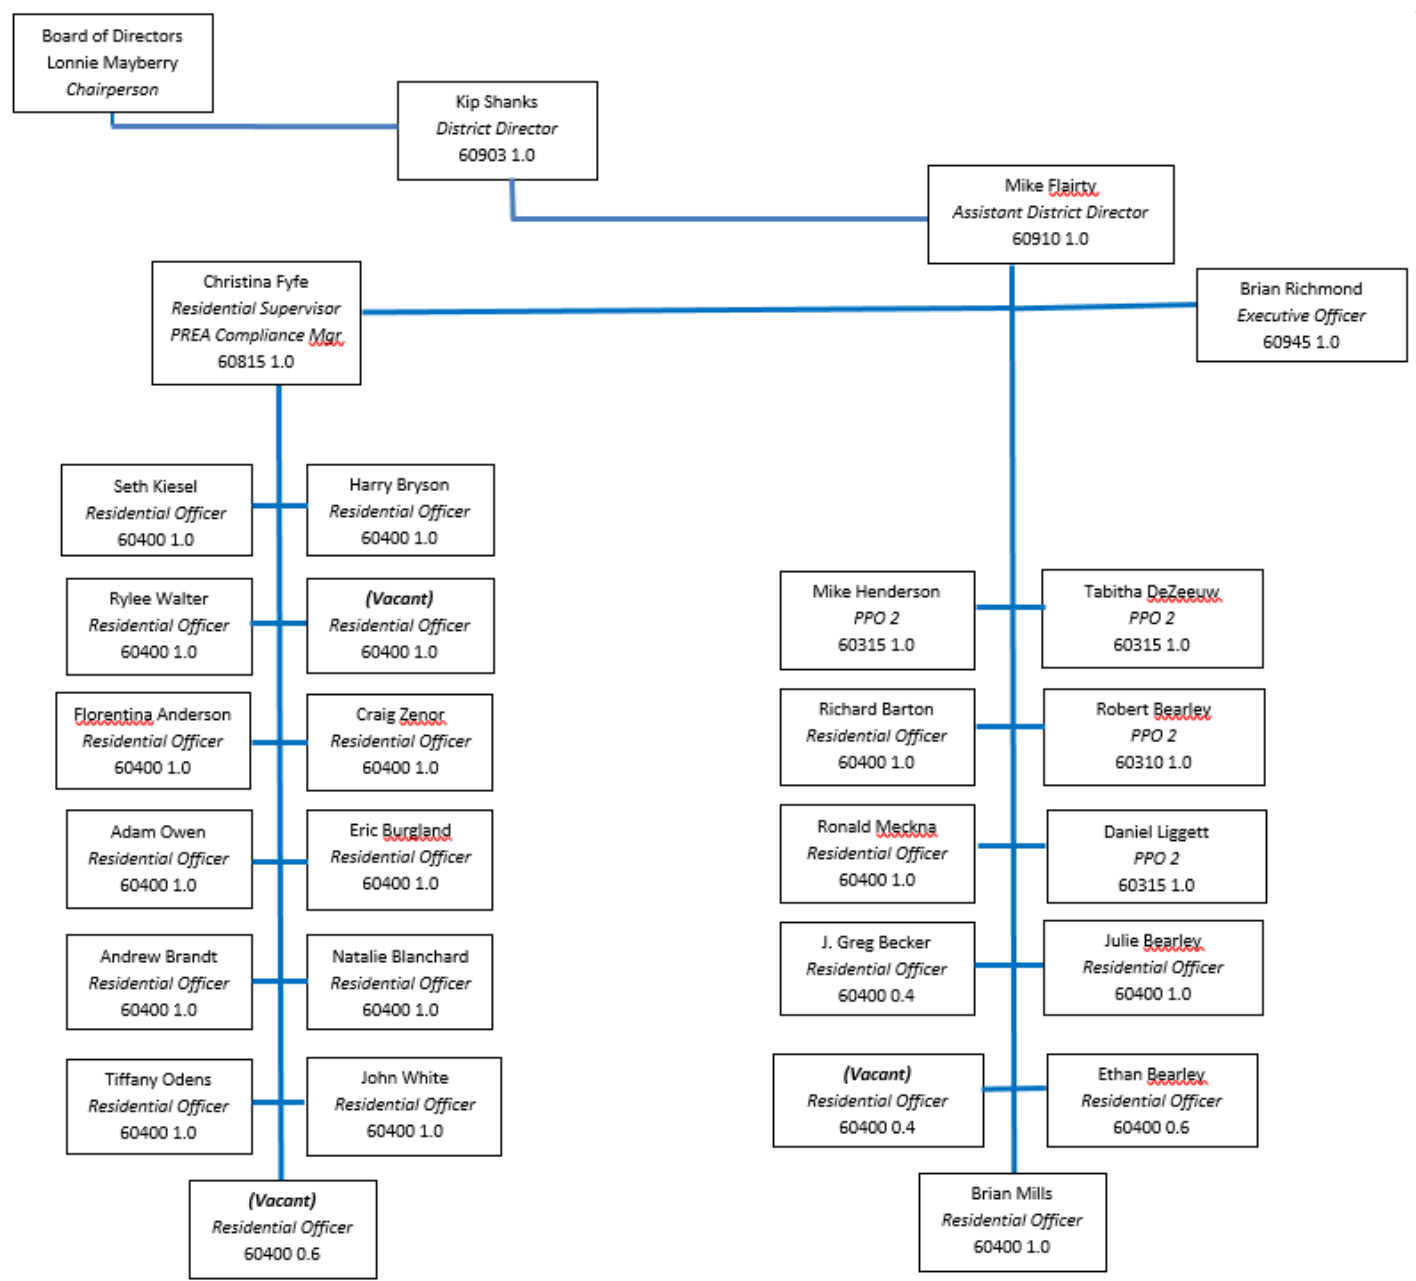 Board of Directors
Lonnie Mayberry
Chairperson
Kip Shanks
District Director
60903 1.0
Mike Flairty
Assistant District Director
60910 1.0
Christina Fyfe
Residential Supervisor
PREA Compliance Mgr
60815 1.0
Brian Richmond
Executive Officer
60945 1.0
Seth Kiesel
Residential Officer
60400 1.0
Harry Bryson
Residential Officer
60400 1.0
Rylee Walter
Residential Officer
60400 1.0
(Vacant)
Residential Officer
60400 1.0
Florentina Anderson
Residential Officer
60400 1.0
Craig Zenor
Residential Officer
60400 1.0
Adam Owen
Residential Officer
60400 1.0
Eric Burgland
Residential Officer
60400 1.0
Andrew Brandt
Residential Officer
60400 1.0
Natalie Blanchard
Residential Officer
60400 1.0
Tiffany Odens
Residential Officer
60400 1.0
John White
Residential Officer
60400 1.0
(Vacant)
Residential Officer
60400 0.6
Mike Henderson
PPO 2
60315 1.0
Tabitha DeZeeuw
PPO 2
60315 1.0
Richard Barton
Residential Officer
60400 1.0
Robert Bearley
PPO 2
60310 1.0
Ronald Meckna
Residential Officer
60400 1.0
Daniel Liggett
PPO 2
60315 1.0
J. Greg Becker
Residential Officer
60400 0.4
Julie Bearley
Residential Officer
60400 1.0
(Vacant)
Residential Officer
60400 0.4
Ethan Bearley
Residential Officer
60400 0.6
Brian Mills
Residential Officer
60400 1.0